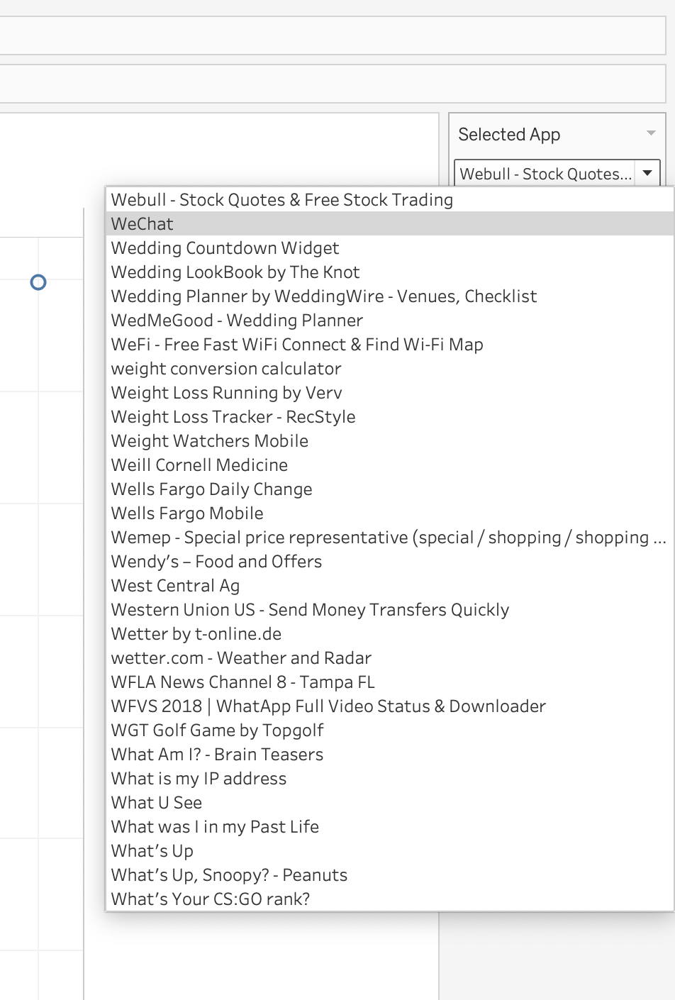 Selected App
Webull - Stock Quotes...
Webull - Stock Quotes & Free Stock Trading
WeChat
Wedding Countdown Widget
Wedding LookBook by The Knot
Wedding Planner by WeddingWire - Venues, Checklist
WedMeGood - Wedding Planner
WeFi - Free Fast WiFi Connect & Find Wi-Fi Map
weight conversion calculator
Weight Loss Running by Verv
Weight Loss Tracker - RecStyle
Weight Watchers Mobile
Weill Cornell Medicine
Wells Fargo Daily Change
Wells Fargo Mobile
Wemep - Special price representative (special / shopping / shopping ...
Wendy’s – Food and Offers
West Central Ag
Western Union US - Send Money Transfers Quickly
Wetter by t-online.de
wetter.com - Weather and Radar
WFLA News Channel 8 - Tampa FL
WFVS 2018 | WhatApp Full Video Status & Downloader
WGT Golf Game by Topgolf
What Am I? - Brain Teasers
What is my IP address
What U See
What was I in my Past Life
What’s Up
What’s Up, Snoopy? - Peanuts
What’s Your CS:GO rank?